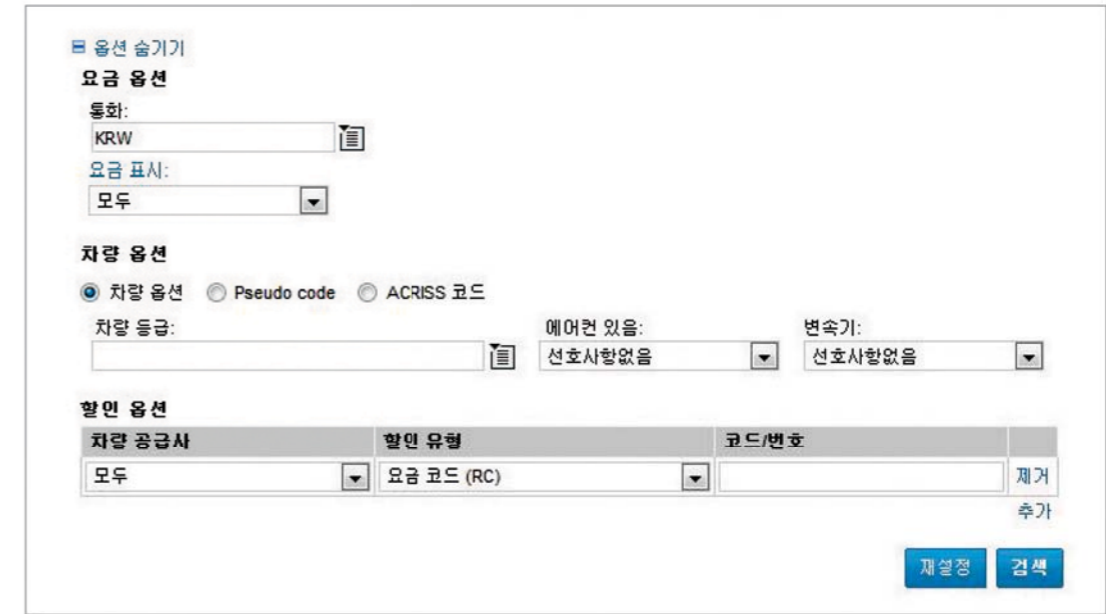 옵션 숨기기
요금 옵션
통화:
KRW
요금 표시:
모두
차량 옵션
차량 옵션 Pseudo code ACRISS 코드
차량 등급: 에어컨 있음: 변속기:
선호사항없음 선호사항없음
할인 옵션
차량 공급사 할인 유형 코드/번호
모두 요금 코드 (RC) 제거
추가
재설정 검색